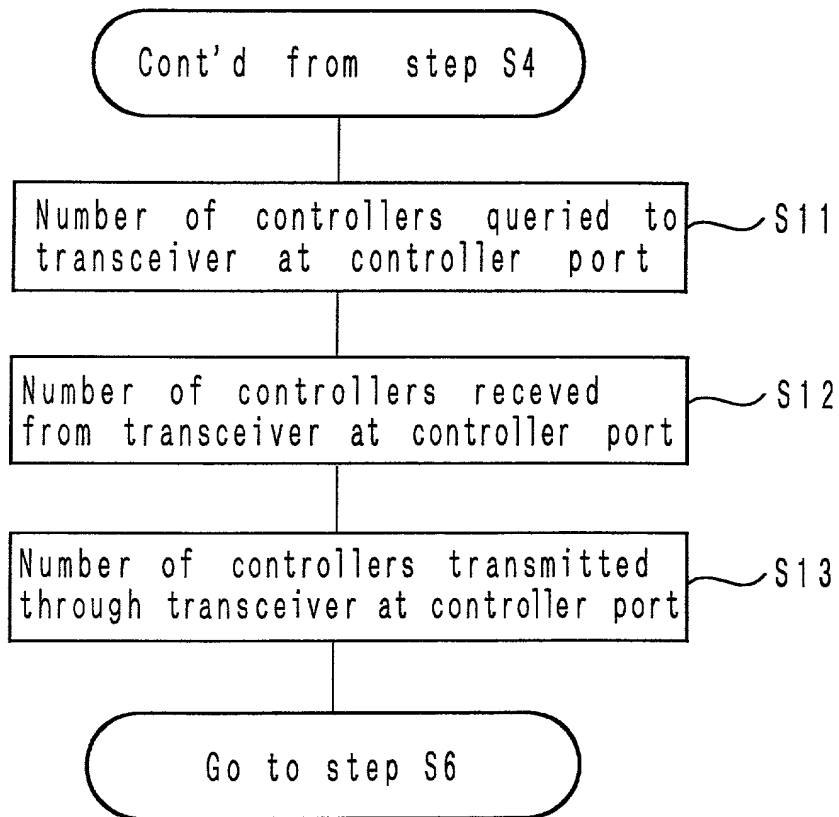 Cont'd from step S4
Number of controllers queried to
transceiver at controller port
S11
Number of controllers receved
from transceiver at controller port
S12
Number of controllers transmitted
through transceiver at controller port
S13
Go to step S6